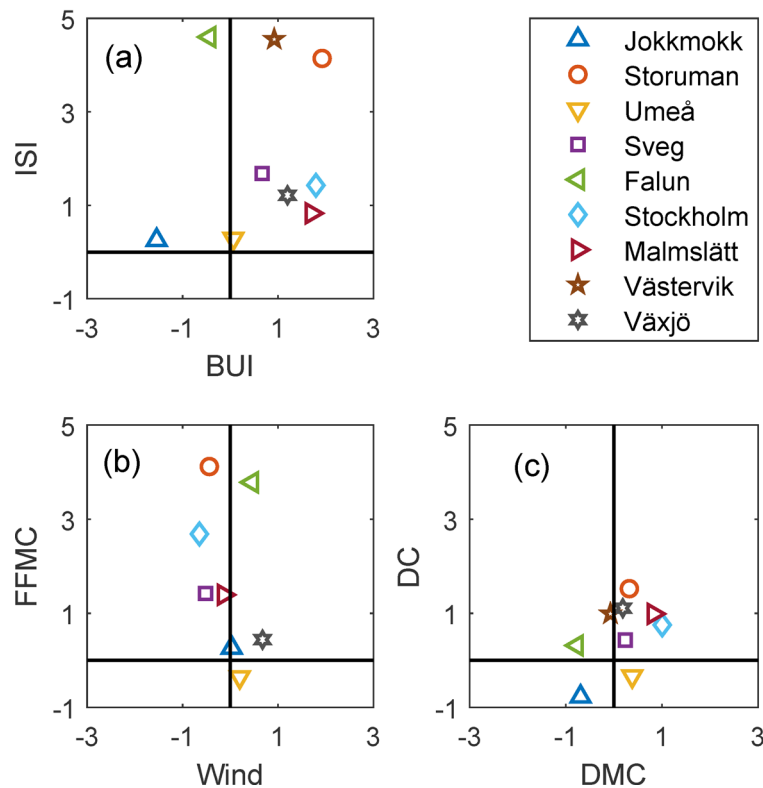 5
3
1
-1
-3
-1
1
3
ISI
BUI
(a)
Jokkmokk
Storuman
Umeå
Sveg
Falun
Stockholm
Malmslätt
Västervik
Växjö
5
3
1
-1
-3
-1
1
3
FFMC
Wind
(b)
5
3
1
-1
-3
-1
1
3
DC
DMC
(c)